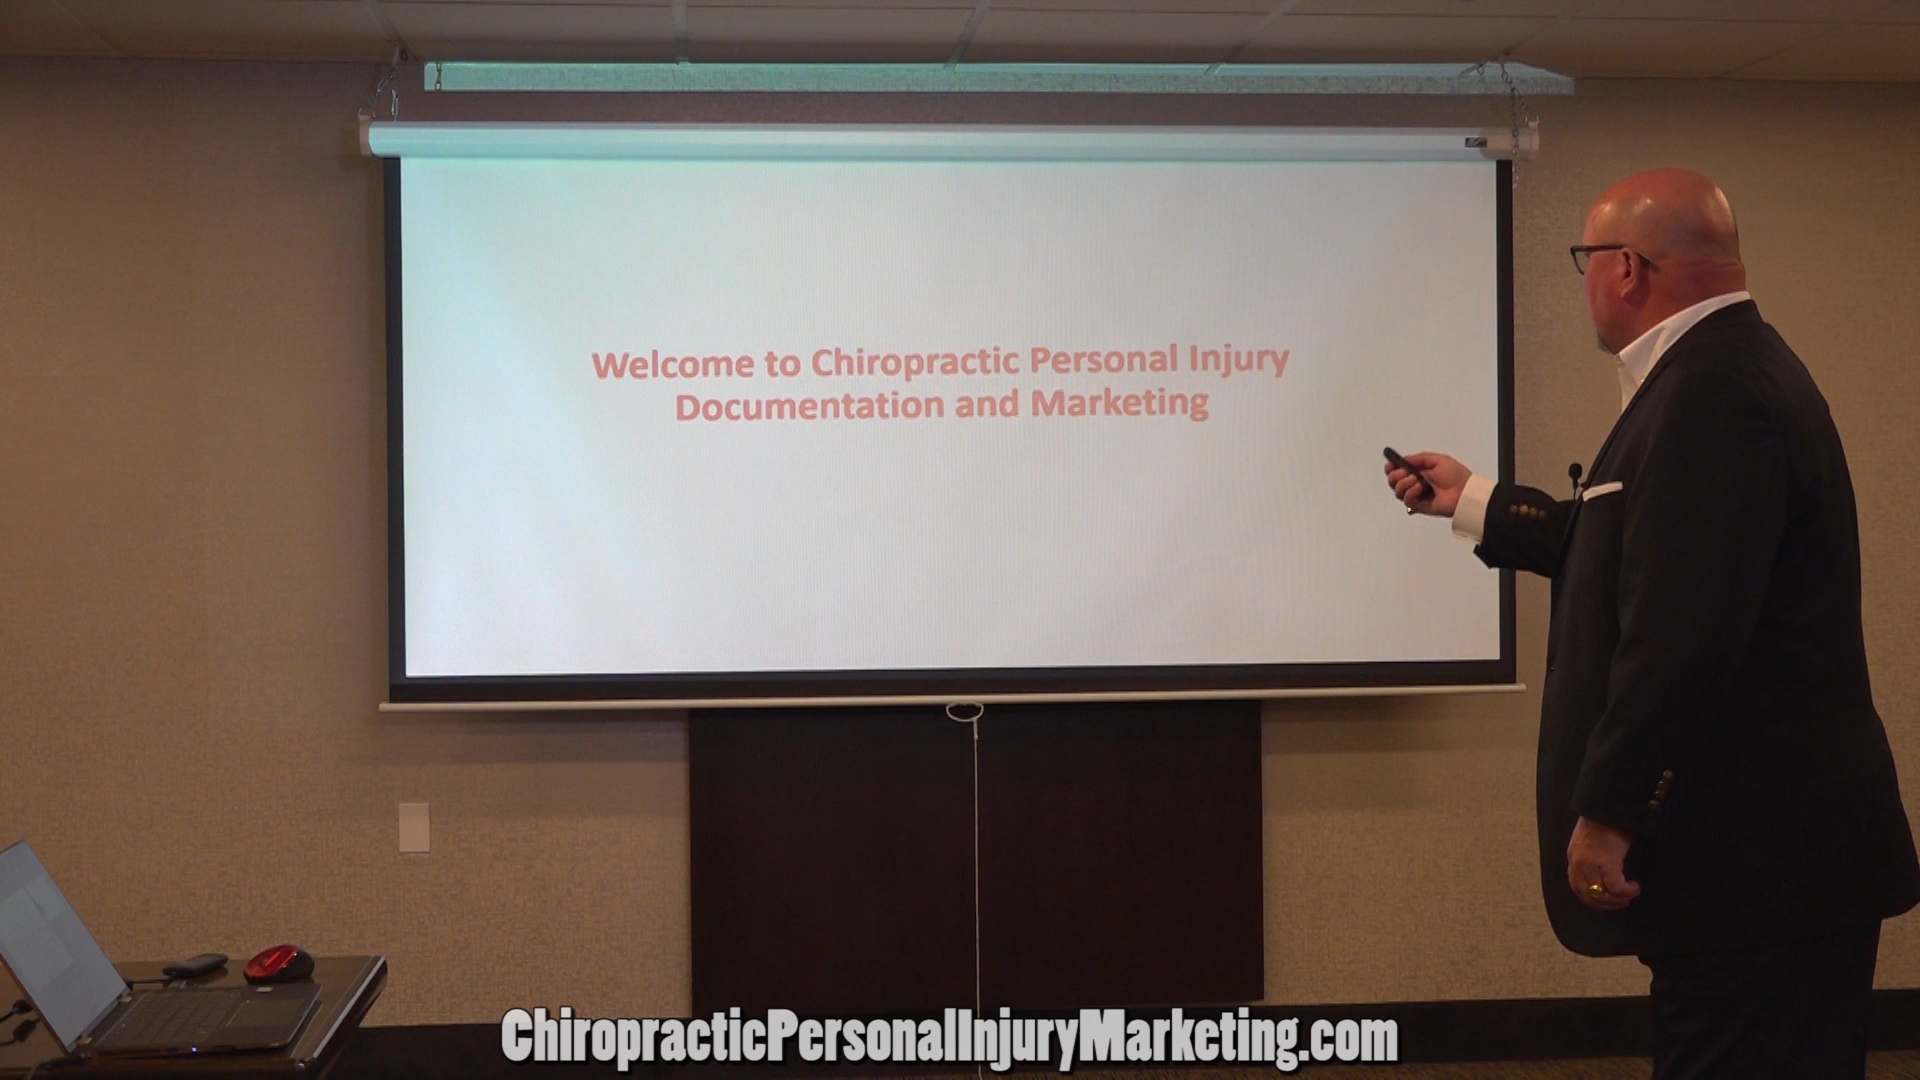 Welcome to Chiropractic Personal Injury
Documentation and Marketing
ChiropracticPersonalInjuryMarketing.com